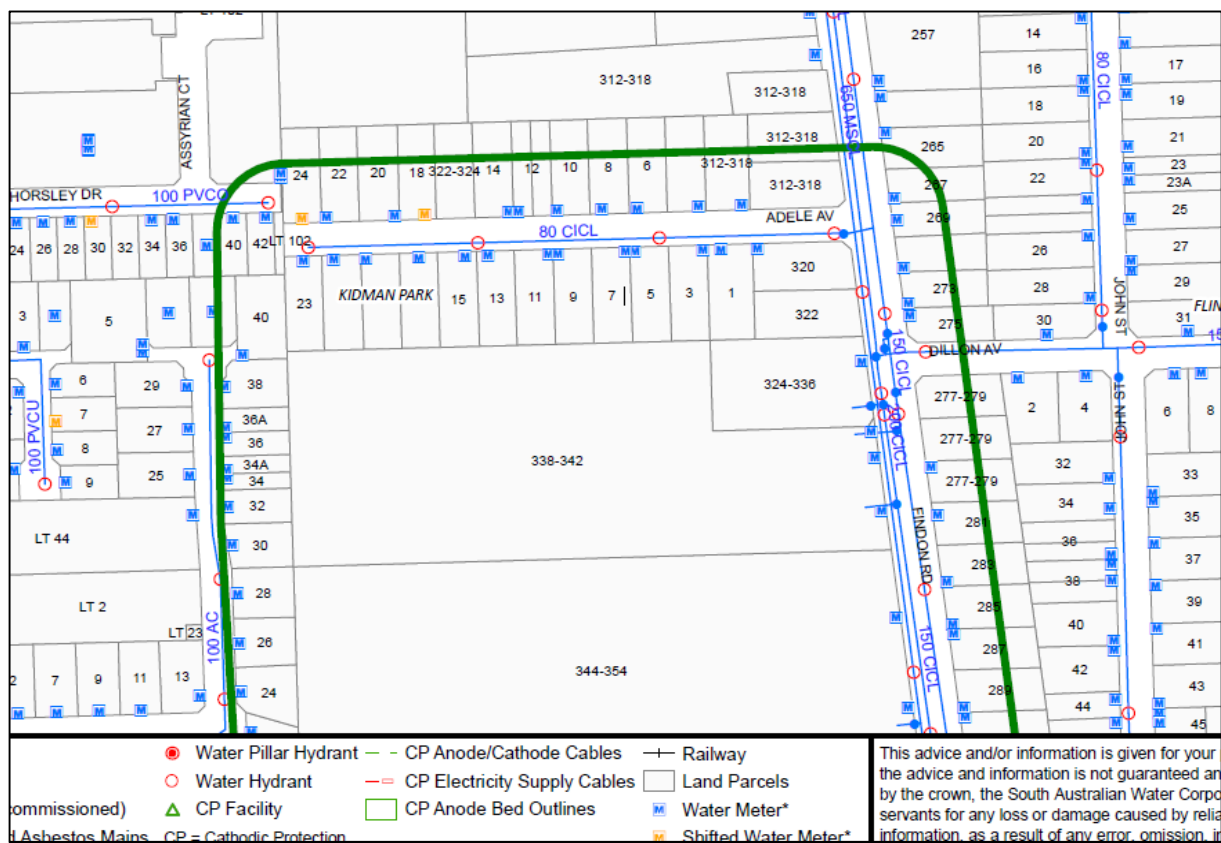 257
14
16
17
312-318
312-318
80 CICL
650 MSCL
ASSYRIAN CT
18
19
312-318
265
20
21
24
22
20
18
322-324
14
12
10
8
6
312-318
312-318
267
22
23
23A
HORSLEY DR
100 PVCU
ADELE AV
269
25
24
26
28
30
32
34
36
40
42
LT 102
80 CICL
26
27
320
273
28
29
JOHN ST
23
KIDMAN PARK
15
13
11
9
7
5
3
1
322
275
30
31
FLIN
3
5
40
150 CICL
DILLON AV
15
324-336
6
29
38
277-279
2
4
JOHN ST
6
8
7
36A
200 CICL
277-279
27
36
8
34A
338-342
277-279
32
33
100 PVCU
9
25
34
32
34
35
FINDON RD
281
LT 44
30
36
283
37
38
28
LT 2
285
39
100 AC
LT 23
40
26
287
41
150 CICL
2
7
9
11
13
344-354
42
24
289
43
44
45
Water Pillar Hydrant
CP Anode/Cathode Cables
Railway
Water Hydrant
CP Electricity Supply Cables
Land Parcels
commissioned)
CP Facility
CP Anode Bed Outlines
Water Meter*
d Asbestos Mains
CP = Cathodic Protection
Shifted Water Meter*
This advice and/or information is given for your
the advice and information is not guaranteed an
by the crown, the South Australian Water Corpo
servants for any loss or damage caused by relia
information, as a result of any error, omission, i